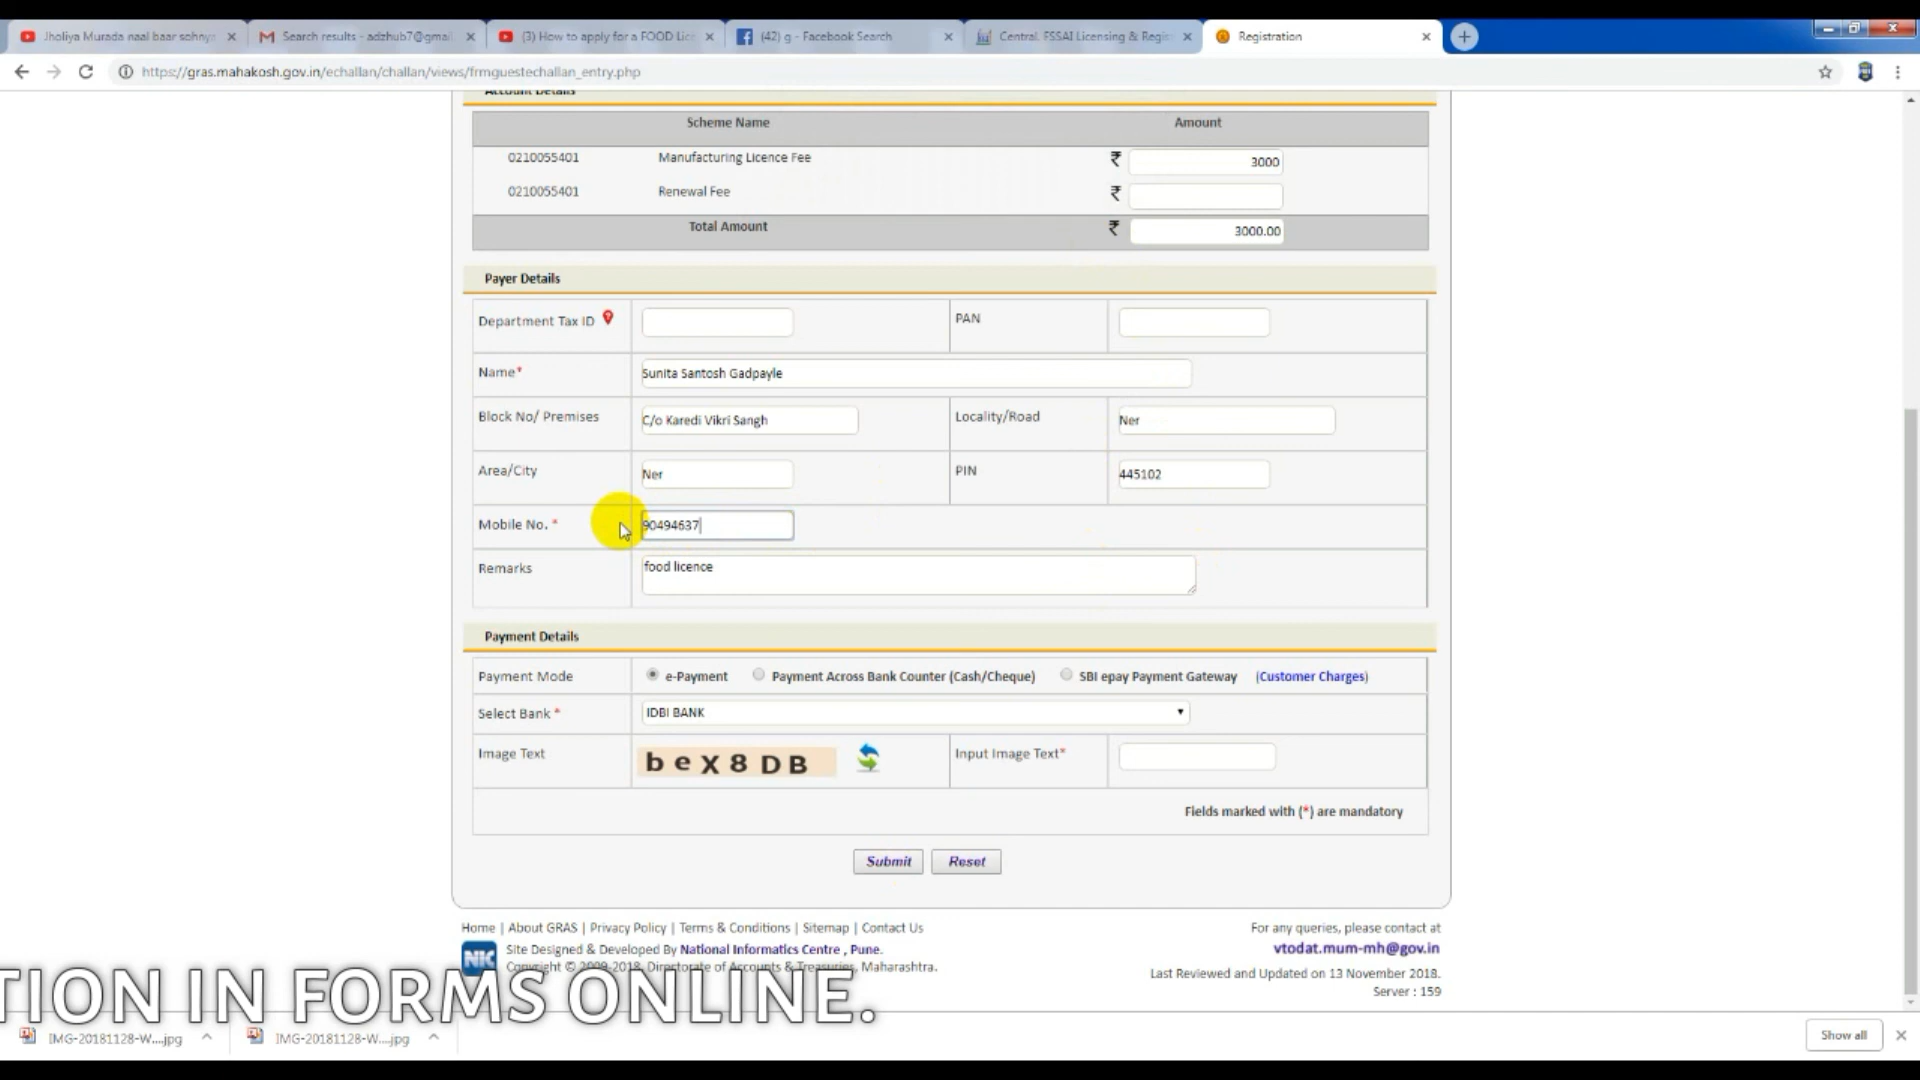 Jholiya Murada naal baar sohny
Search results - adzhub7@gmail.
(3) How to apply for a FOOD Lice
(42) g - Facebook Search
Central. FSSAI Licensing & Regis
Registration
https://gras.mahakosh.gov.in/echallan/challan/views/frmguestechallan_entry.php
Account Details
Scheme Name Amount
0210055401 Manufacturing Licence Fee ₹ 3000
0210055401 Renewal Fee ₹
Total Amount ₹ 3000.00
Payer Details
Department Tax ID PAN
Name* Sunita Santosh Gadpayle
Block No/ Premises C/o Karedi Vikri Sangh Locality/Road Ner
Area/City Ner PIN 445102
Mobile No. * 90494637
Remarks food licence
Payment Details
Payment Mode e-Payment Payment Across Bank Counter (Cash/Cheque) SBI epay Payment Gateway (Customer Charges)
Select Bank * IDBI BANK
Image Text b e X 8 D B Input Image Text*
Fields marked with (*) are mandatory
Submit Reset
Home | About GRAS | Privacy Policy | Terms & Conditions | Sitemap | Contact Us
For any queries, please contact at
NIC
Site Designed & Developed By National Informatics Centre , Pune.
vtodat.mum-mh@gov.in
Copyright © 2009-2018, Directorate of Accounts & Treasuries, Maharashtra.
Last Reviewed and Updated on 13 November 2018.
Server : 159
TION IN FORMS ONLINE.
IMG-20181128-W....jpg
IMG-20181128-W....jpg
Show all